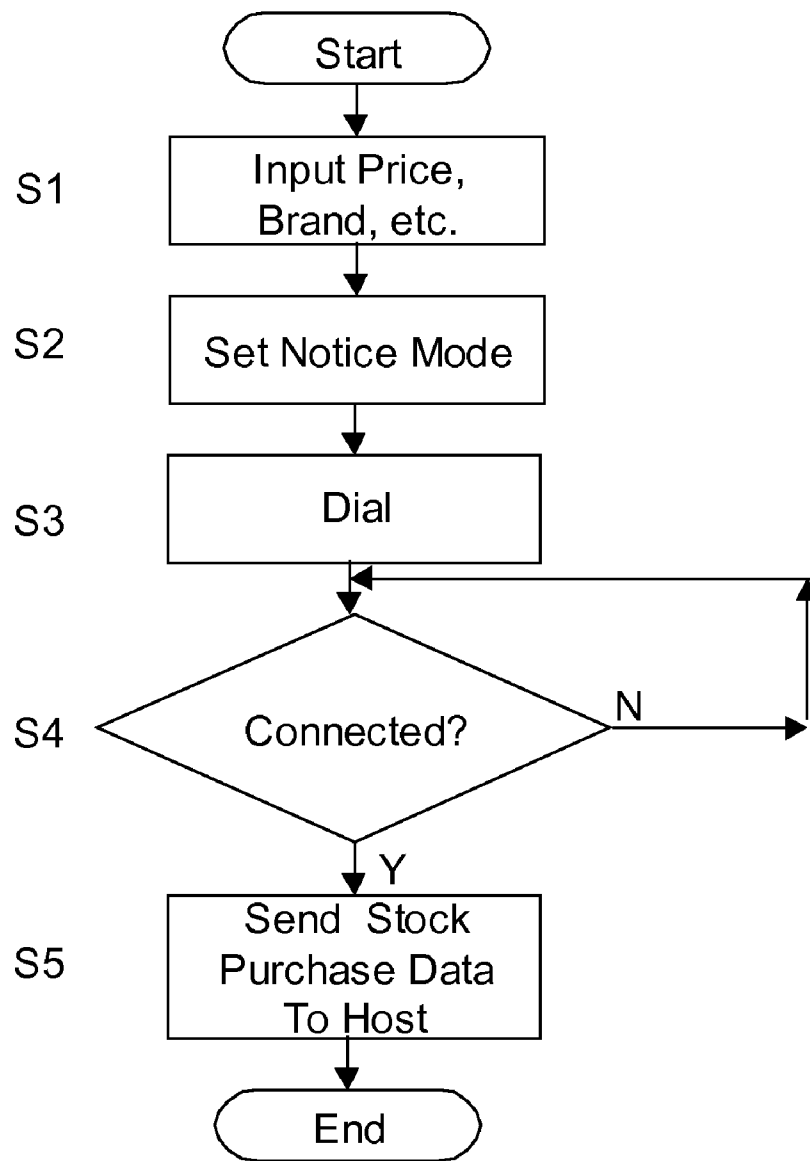 Start
S1
Input Price,
Brand, etc.
S2
Set Notice Mode
S3
Dial
S4
Connected?
N
Y
S5
Send Stock
Purchase Data
To Host
End